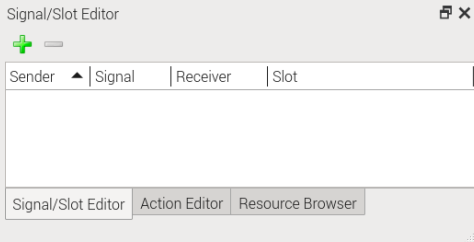 Signal/Slot Editor
Sender Signal Receiver Slot
Signal/Slot Editor Action Editor Resource Browser